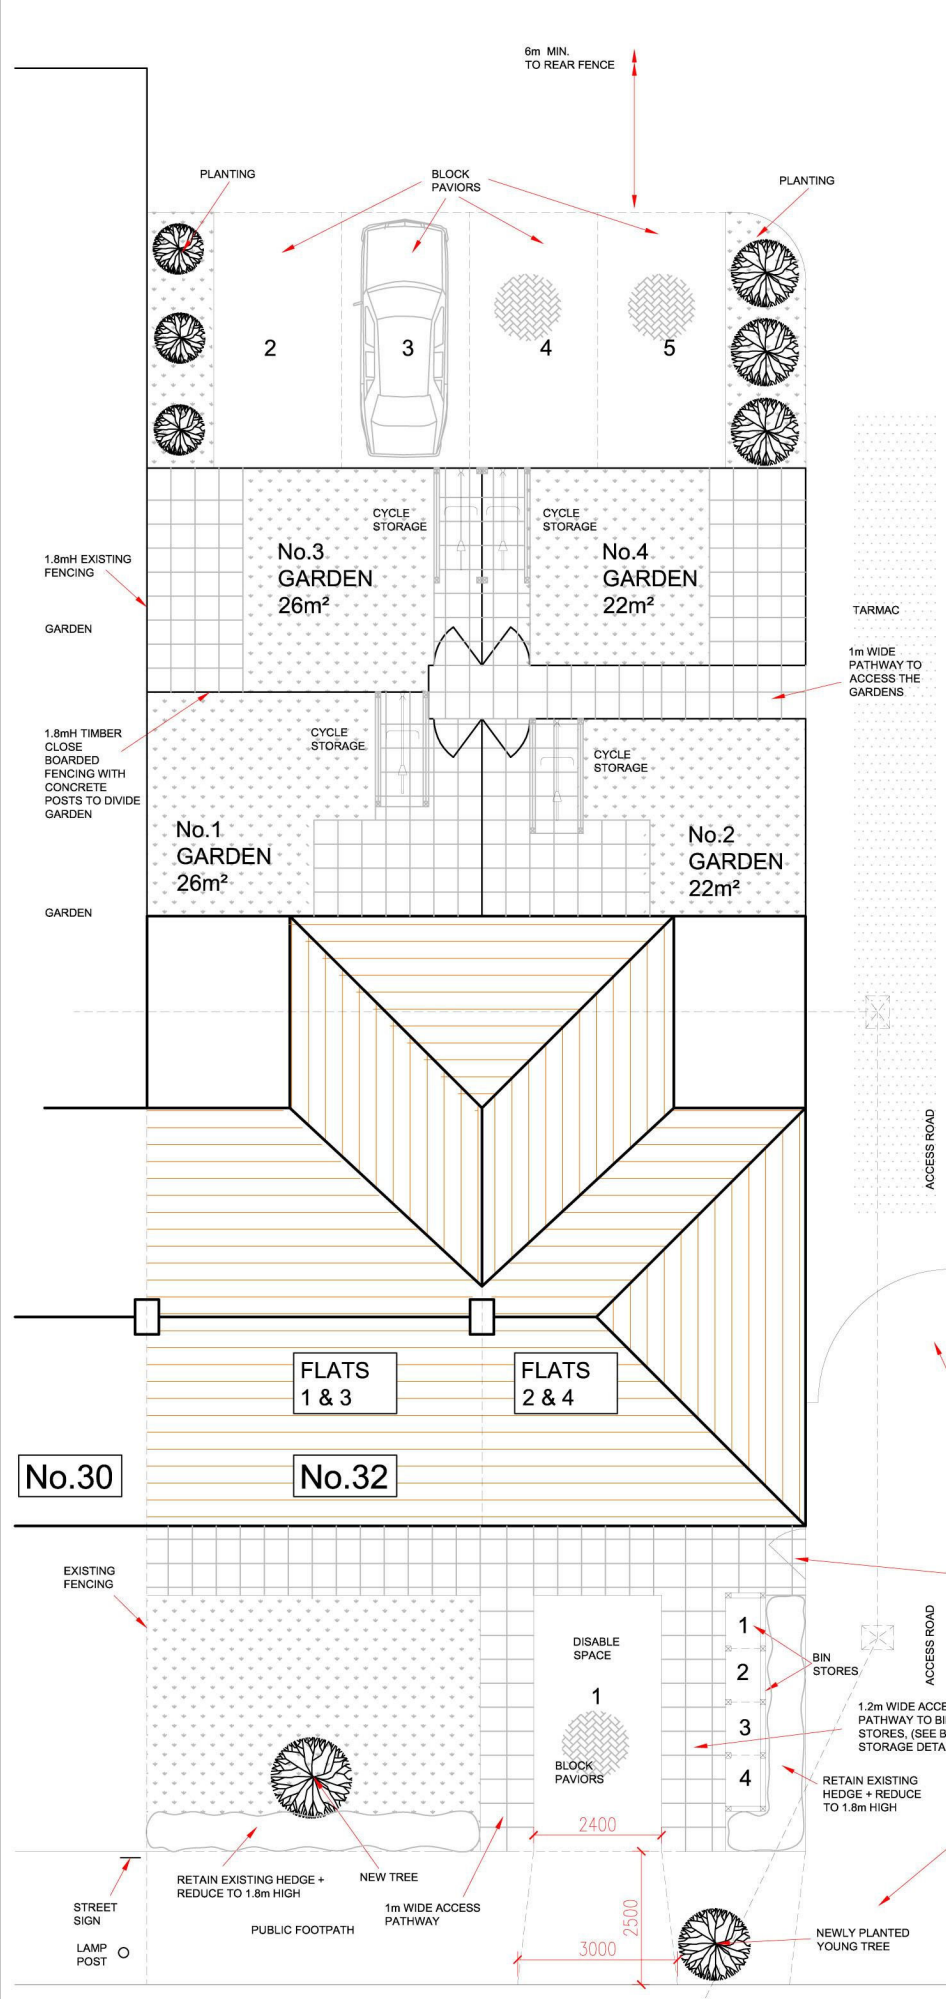 6m MIN.
TO REAR FENCE
PLANTING
BLOCK
PAVIORS
PLANTING
2
3
4
5
CYCLE
STORAGE
CYCLE
STORAGE
No.3
GARDEN
26m²
No.4
GARDEN
22m²
1.8mH EXISTING
FENCING
GARDEN
TARMAC
1m WIDE
PATHWAY TO
ACCESS THE
GARDENS
1.8mH TIMBER
CLOSE
BOARDED
FENCING WITH
CONCRETE
POSTS TO DIVIDE
GARDEN
CYCLE
STORAGE
CYCLE
STORAGE
No.1
GARDEN
26m²
No.2
GARDEN
22m²
GARDEN
ACCESS ROAD
FLATS
1 & 3
FLATS
2 & 4
No.30
No.32
EXISTING
FENCING
DISABLE
SPACE
1
BLOCK
PAVIORS
1
2
3
4
BIN
STORES
ACCESS ROAD
1.2m WIDE ACCE
PATHWAY TO BI
STORES, (SEE B
STORAGE DETA
RETAIN EXISTING
HEDGE + REDUCE
TO 1.8m HIGH
2400
RETAIN EXISTING HEDGE +
REDUCE TO 1.8m HIGH
NEW TREE
1m WIDE ACCESS
PATHWAY
STREET
SIGN
PUBLIC FOOTPATH
LAMP
POST
2500
3000
NEWLY PLANTED
YOUNG TREE